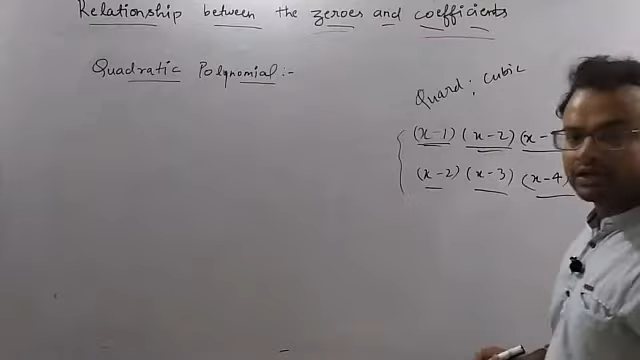 Relationship between the zeroes and coefficients
Quadratic Polynomial:-
Quard; cubic
(x-1) (x-2) (x-
(x-2) (x-3) (x-4)